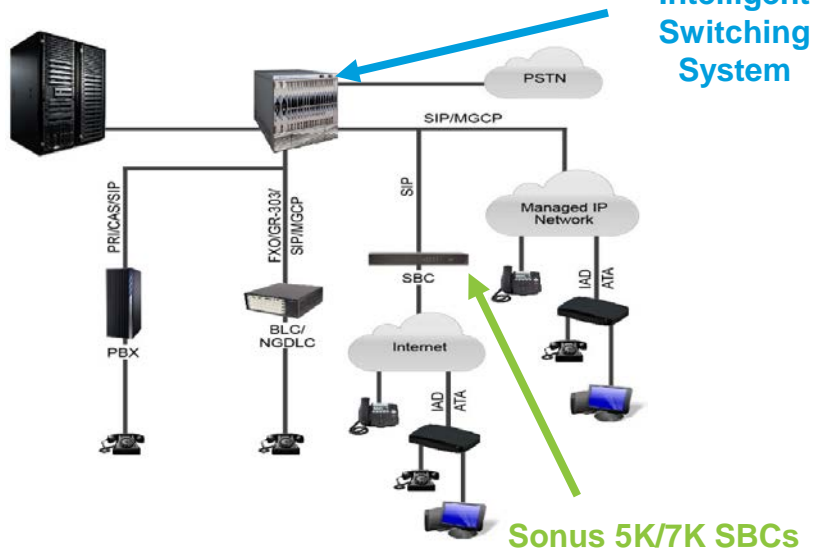 Intelligent
Switching
System
PSTN
SIP/MGCP
PRI/CAS/SIP
FXO/GR-303/
SIP/MGCP
SIP
Managed IP
Network
SBC
IAD
ATA
BLC/
NGDLC
PBX
Internet
IAD
ATA
Sonus 5K/7K SBCs